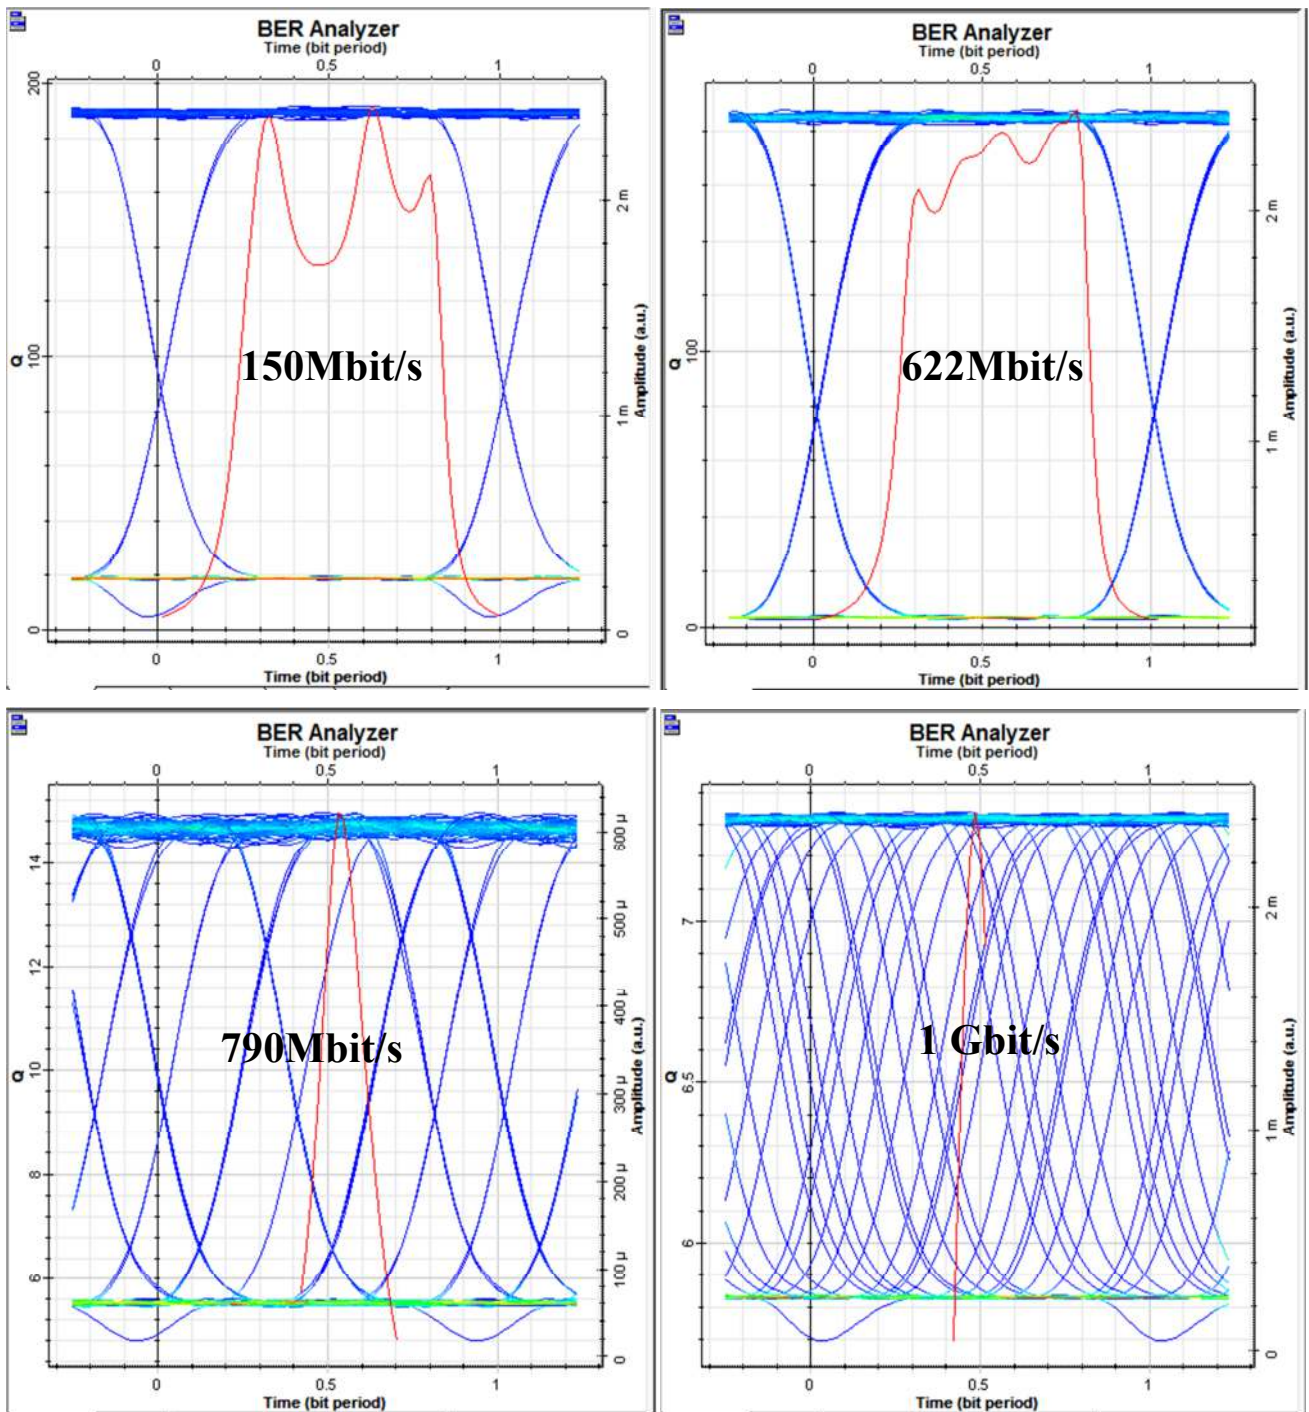 BER Analyzer
Time (bit period)
0 0.5 1
200
100
0
Q
2 m
1 m
0
Amplitude (a.u.)
150Mbit/s
0 0.5 1
Time (bit period)
BER Analyzer
Time (bit period)
0 0.5 1
100
0
Q
2 m
1 m
0
Amplitude (a.u.)
622Mbit/s
0 0.5 1
Time (bit period)
BER Analyzer
Time (bit period)
0 0.5 1
14
12
10
8
6
Q
600 µ
500 µ
400 µ
300 µ
200 µ
100 µ
0
Amplitude (a.u.)
790Mbit/s
0 0.5 1
Time (bit period)
BER Analyzer
Time (bit period)
0 0.5 1
7
6.5
6
Q
2 m
1 m
0
Amplitude (a.u.)
1 Gbit/s
0 0.5 1
Time (bit period)